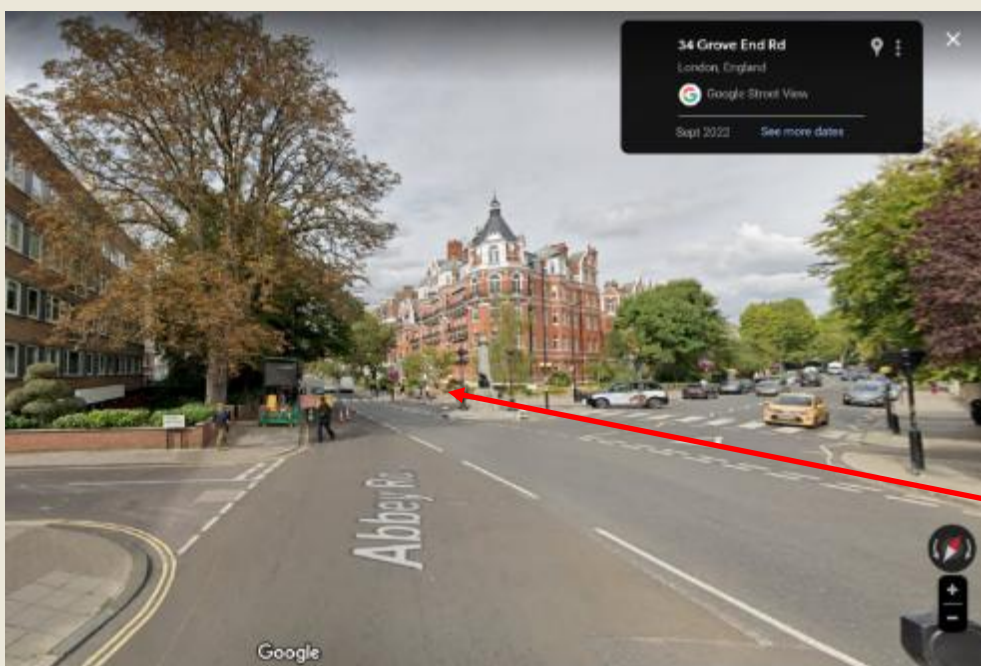 34 Grove End Rd
London, England
Google Street View
Sept 2022 See more dates
Abbey Rd
Google